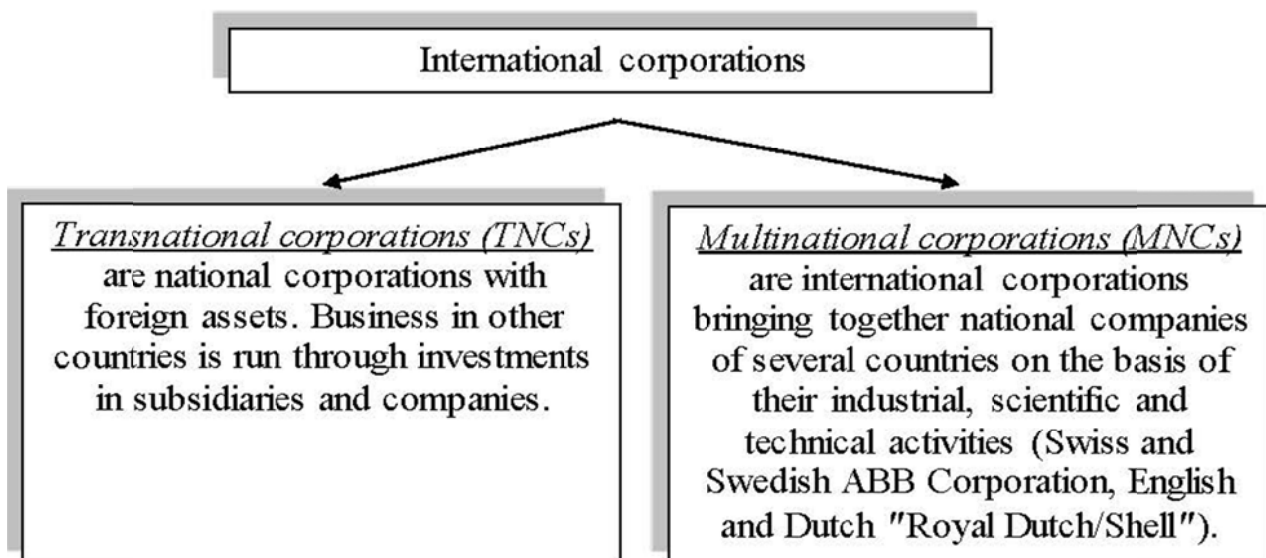 International corporations
Transnational corporations (TNCs)
are national corporations with
foreign assets. Business in other
countries is run through investments
in subsidiaries and companies.
Multinational corporations (MNCs)
are international corporations
bringing together national companies
of several countries on the basis of
their industrial, scientific and
technical activities (Swiss and
Swedish ABB Corporation, English
and Dutch "Royal Dutch/Shell").